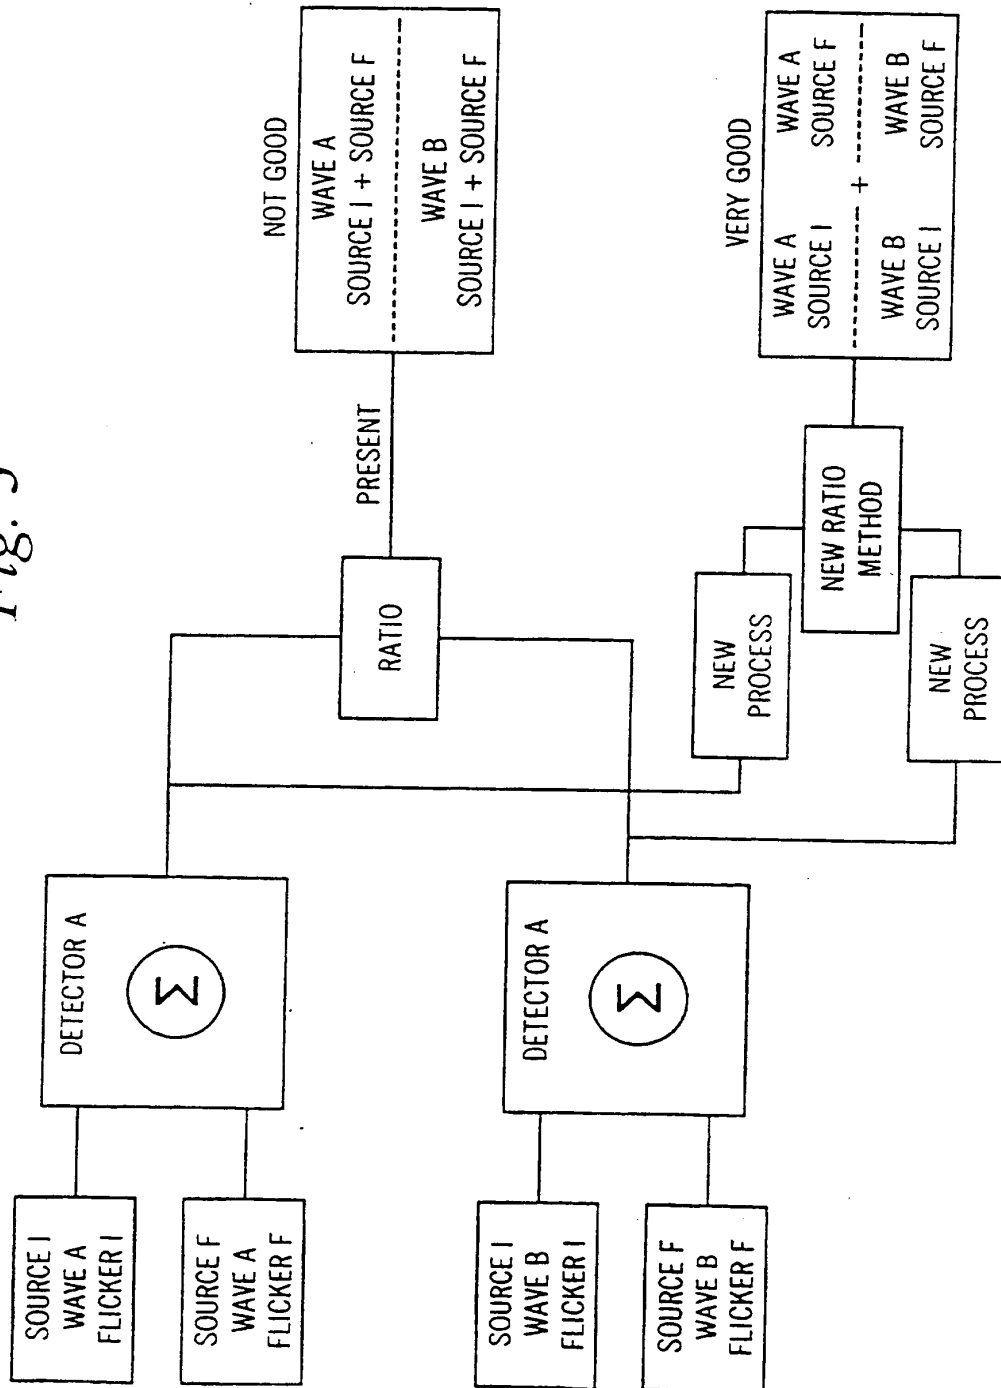 Fig. 5
SOURCE I
WAVE A
FLICKER I
SOURCE F
WAVE A
FLICKER F
DETECTOR A
Σ
SOURCE I
WAVE B
FLICKER I
SOURCE F
WAVE B
FLICKER F
DETECTOR A
Σ
RATIO
PRESENT
NOT GOOD
WAVE A
SOURCE I + SOURCE F
WAVE B
SOURCE I + SOURCE F
NEW
PROCESS
NEW
PROCESS
NEW RATIO
METHOD
VERY GOOD
WAVE A WAVE A
SOURCE I SOURCE F
+
WAVE B WAVE B
SOURCE I SOURCE F